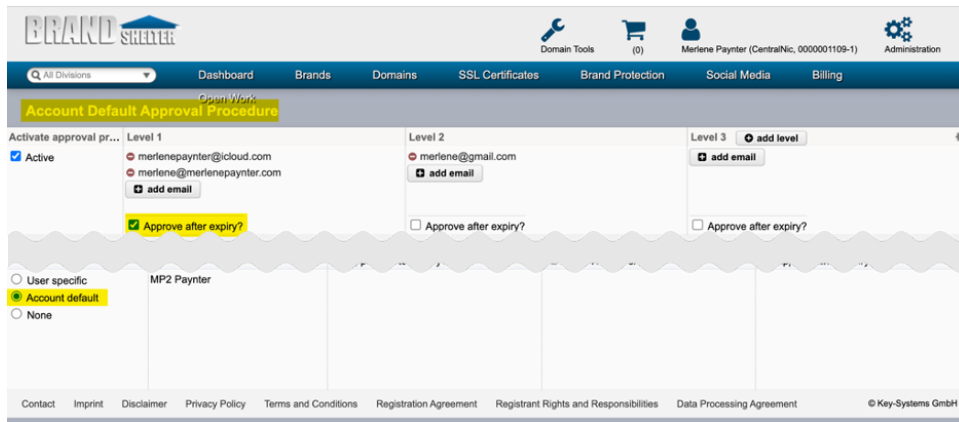 BRAND SHELTER
Domain Tools
(0)
Merlene Paynter (CentralNic, 0000001109-1)
Administration
All Divisions
Dashboard
Brands
Domains
SSL Certificates
Brand Protection
Social Media
Billing
Open Work
Account Default Approval Procedure
Activate approval pr... Level 1 Level 2 Level 3 add level
Active merlenepaynter@icloud.com merlene@gmail.com add email
merlene@merlenepaynter.com add email
add email
Approve after expiry? Approve after expiry? Approve after expiry?
User specific MP2 Paynter
Account default
None
Contact Imprint Disclaimer Privacy Policy Terms and Conditions Registration Agreement Registrant Rights and Responsibilities Data Processing Agreement © Key-Systems GmbH